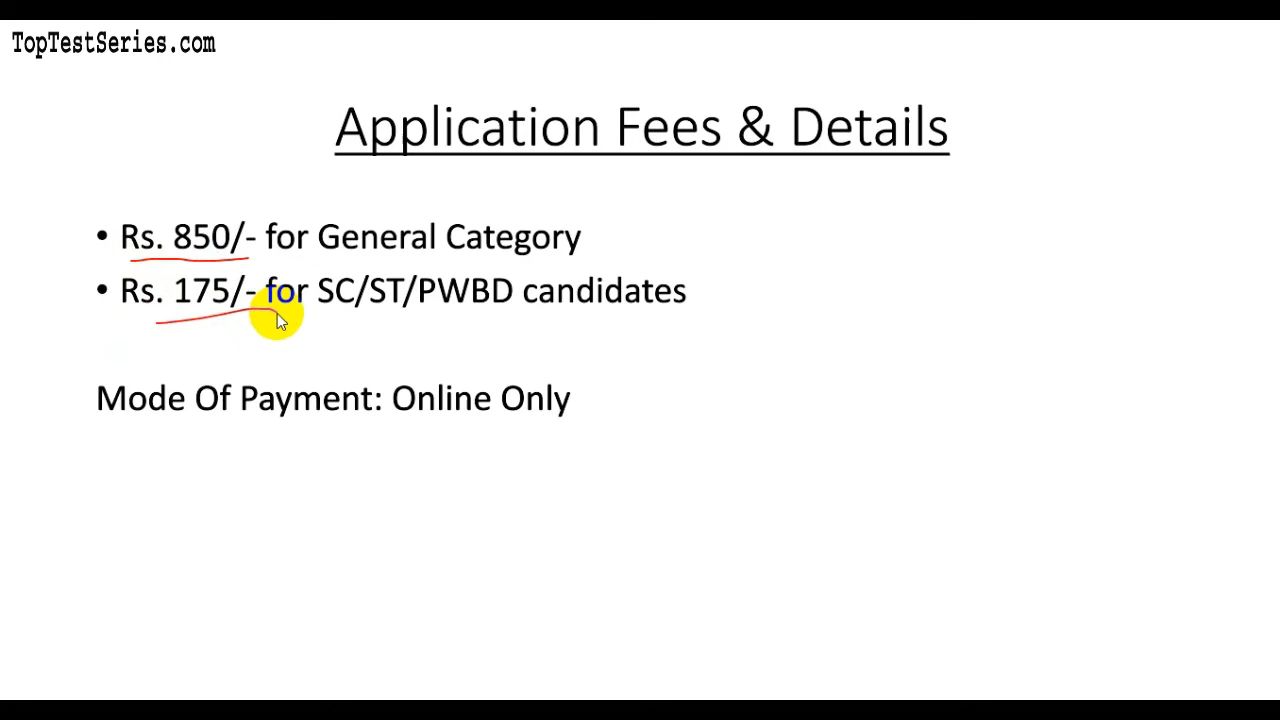 TopTestSeries.com
Application Fees & Details
• Rs. 850/- for General Category
• Rs. 175/- for SC/ST/PWBD candidates
Mode Of Payment: Online Only